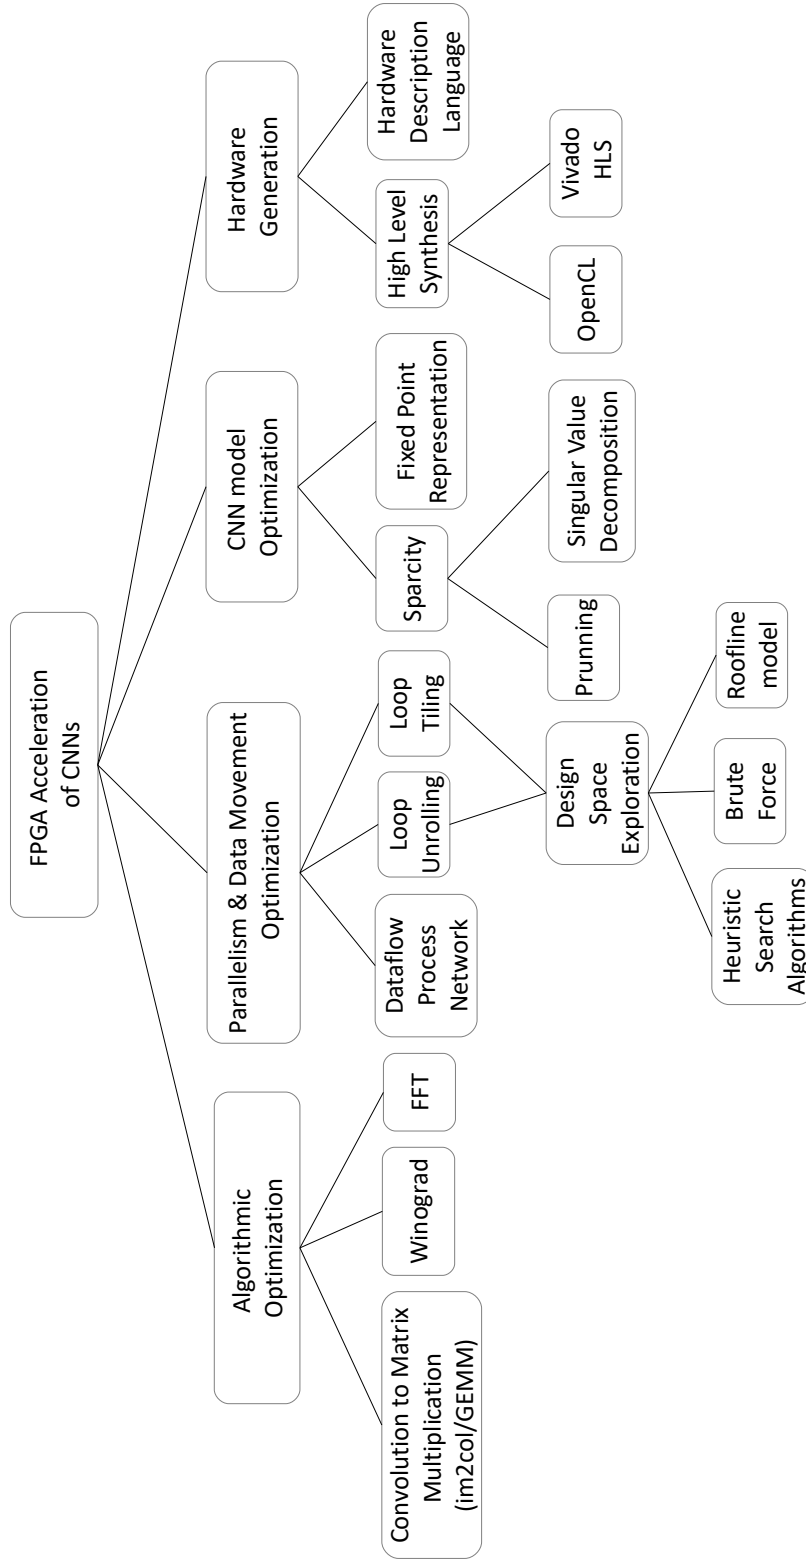 FPGA Acceleration
of CNNs
Algorithmic
Optimization
Parallelism & Data Movement
Optimization
CNN model
Optimization
Hardware
Generation
Convolution to Matrix
Multiplication
(im2col/GEMM)
Winograd
FFT
Dataflow
Process
Network
Loop
Unrolling
Loop
Tiling
Sparcity
Fixed Point
Representation
High Level
Synthesis
Hardware
Description
Language
Design
Space
Exploration
Prunning
Singular Value
Decomposition
OpenCL
Vivado
HLS
Heuristic
Search
Algorithms
Brute
Force
Roofline
model